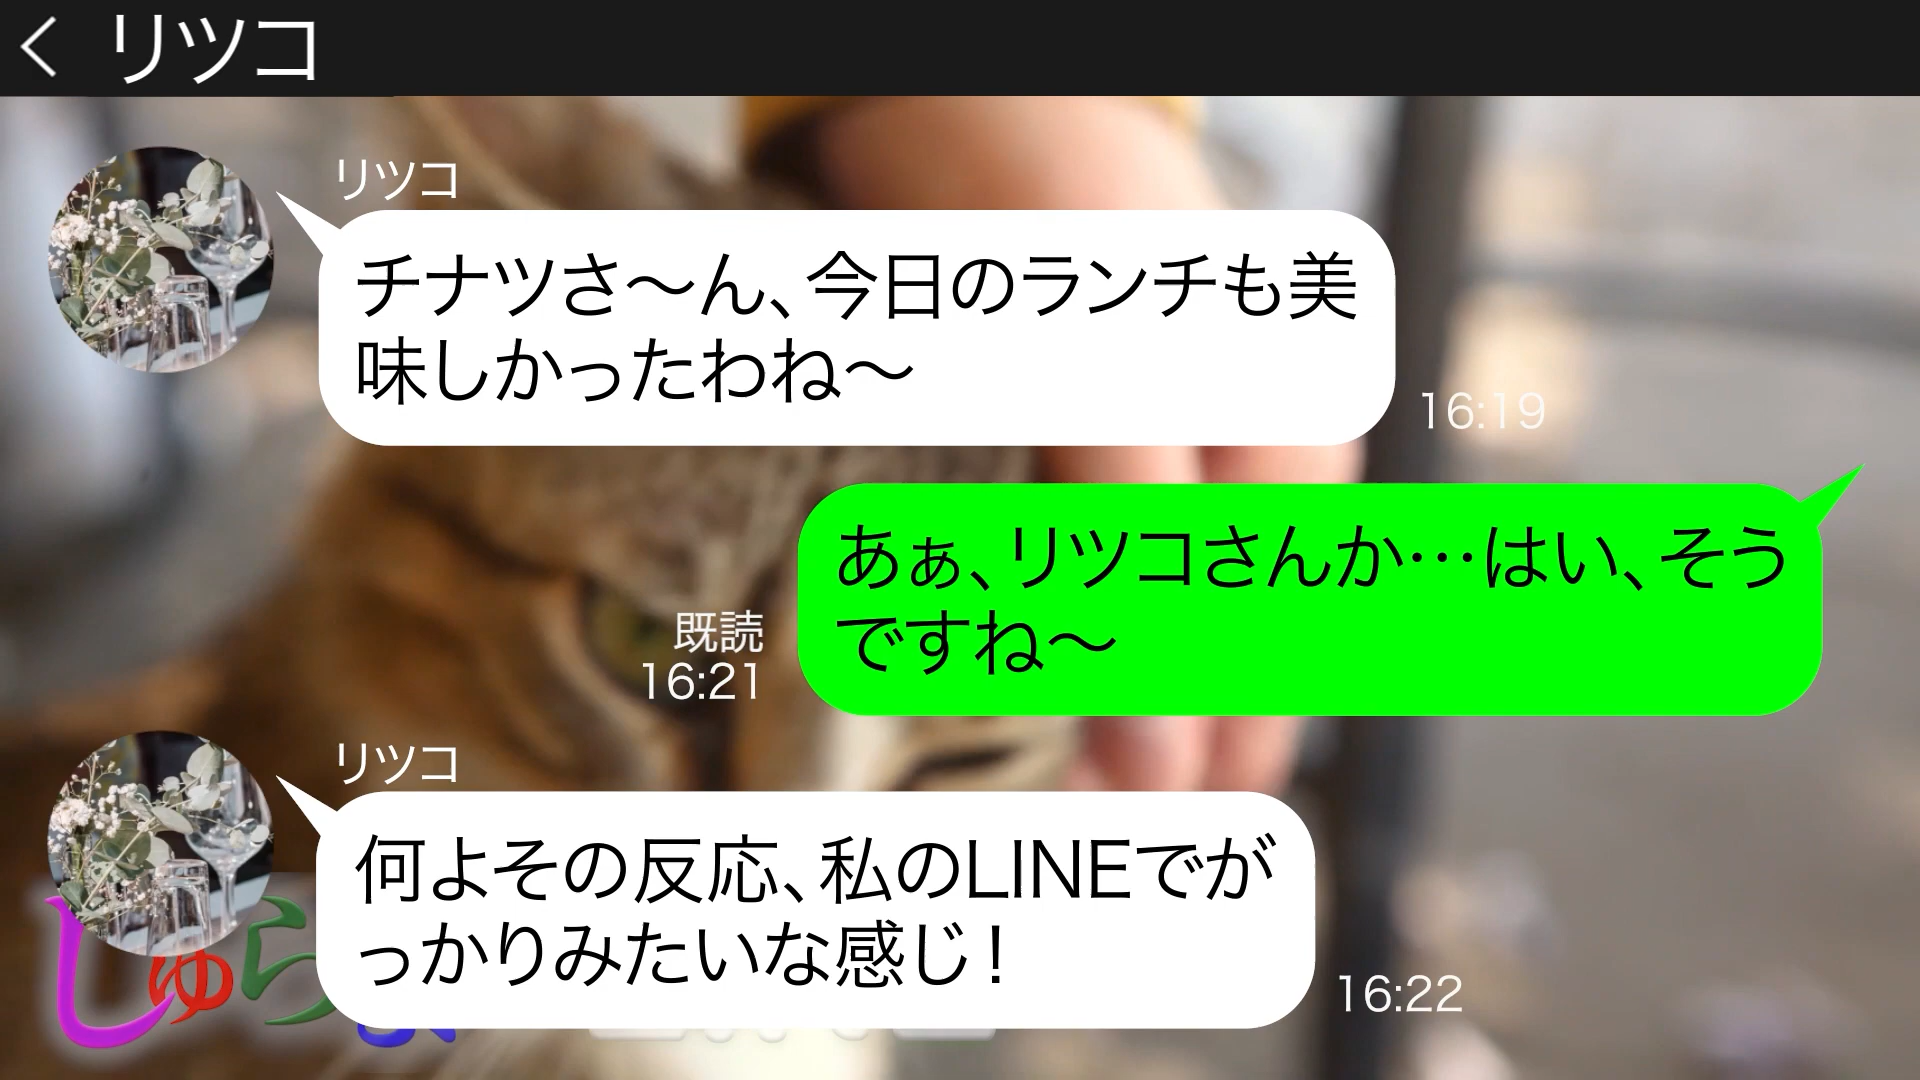 リツコ
リツコ
チナツさ〜ん、今日のランチも美
味しかったわね〜
16:19
あぁ、リツコさんか…はい、そう
ですね〜
既読
16:21
リツコ
何よその反応、私のLINEでが
っかりみたいな感じ！
16:22
しゅら